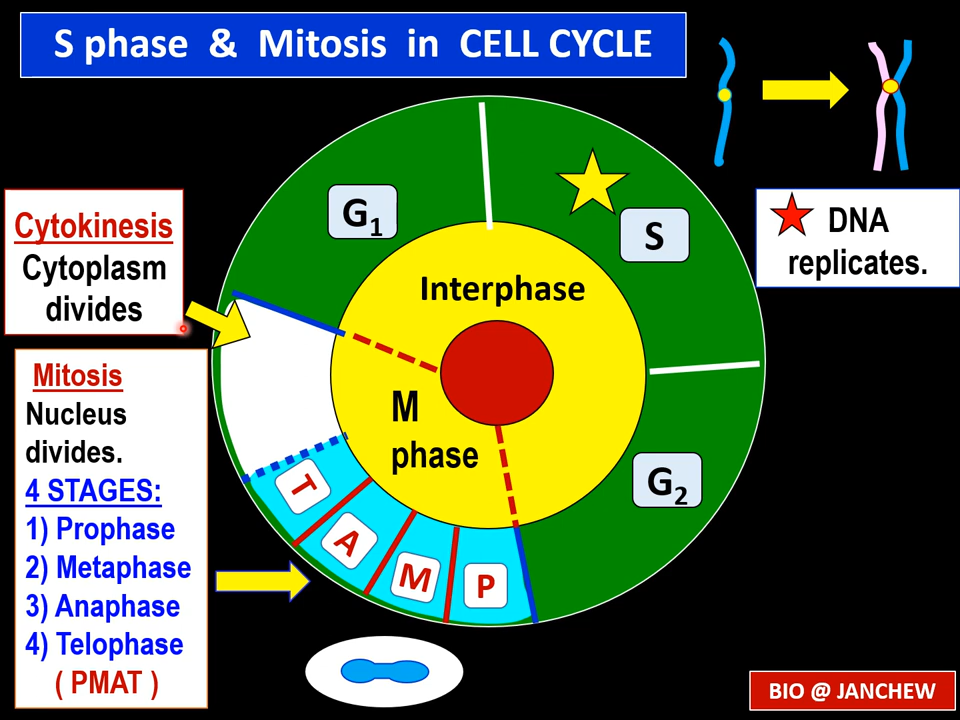 S phase & Mitosis in CELL CYCLE
Cytokinesis
Cytoplasm
divides
Mitosis
Nucleus
divides.
4 STAGES:
1) Prophase
2) Metaphase
3) Anaphase
4) Telophase
( PMAT )
G₁
S
Interphase
M
phase
G₂
T
A
M
P
DNA
replicates.
BIO @ JANCHEW